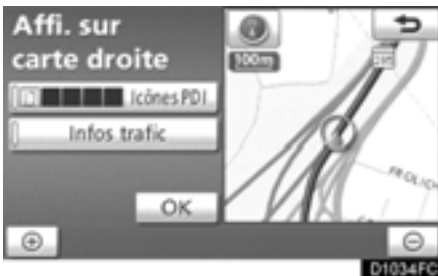 Affi. sur
carte droite
Icônes PDI
Infos trafic
OK
100m
D1034FC